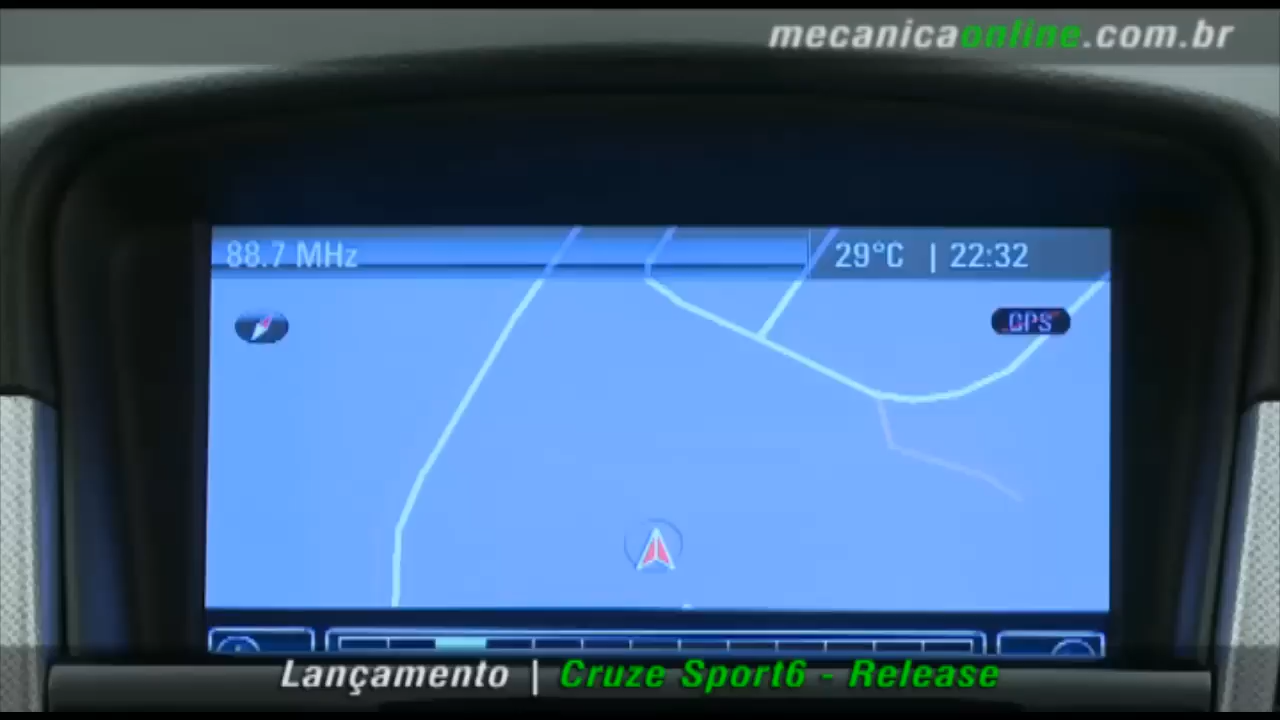 mecanicaonline.com.br
88.7 MHz 29°C | 22:32
GPS
Lançamento | Cruze Sport6 - Release